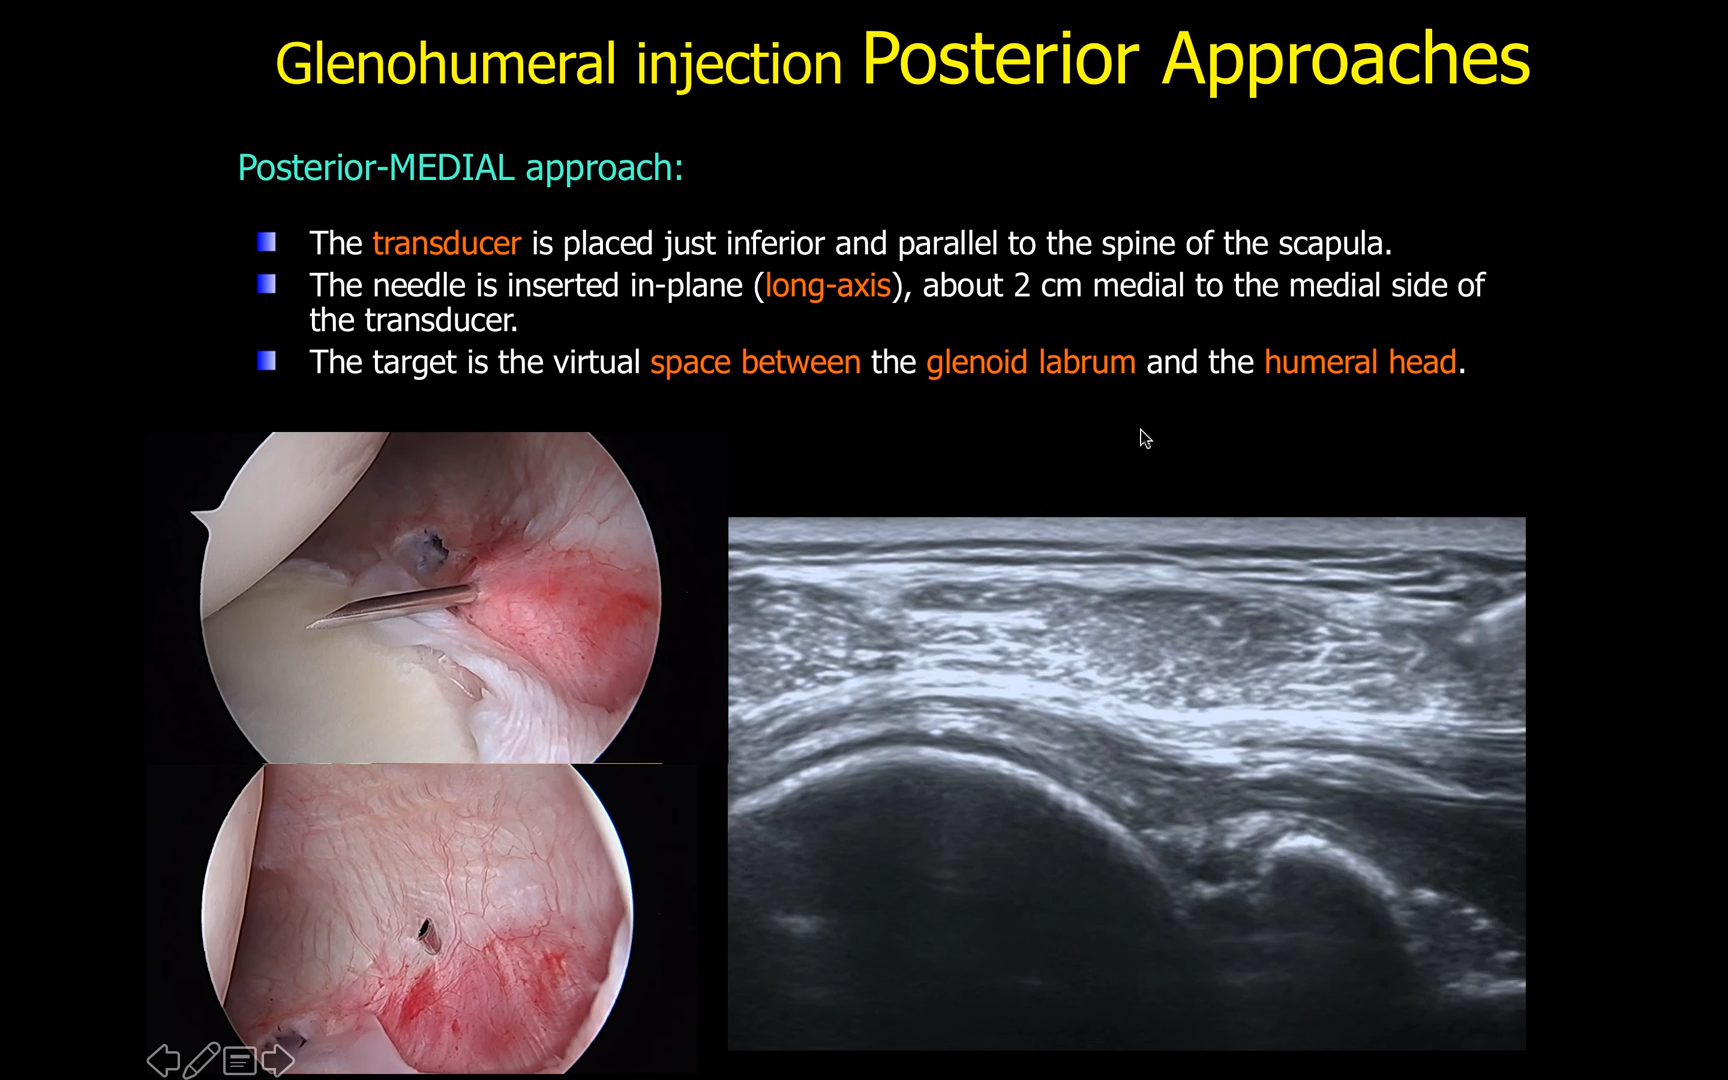 Glenohumeral injection Posterior Approaches
Posterior-MEDIAL approach:
The transducer is placed just inferior and parallel to the spine of the scapula.
The needle is inserted in-plane (long-axis), about 2 cm medial to the medial side of
the transducer.
The target is the virtual space between the glenoid labrum and the humeral head.